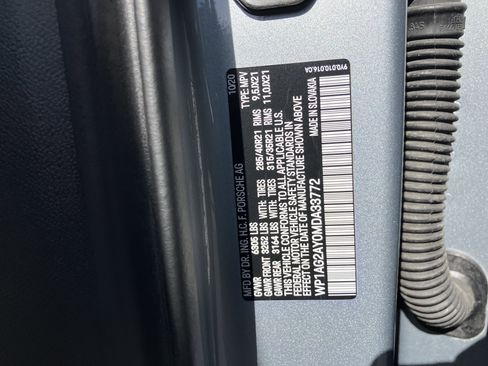 MFD BY DR. ING. H.C. F. PORSCHE AG 10/20
GVWR 6305 LBS TYPE: MPV
GAWR FRONT 3262 LBS WITH TIRES 285/40R21 RIMS 9,5JX21
GAWR REAR 3164 LBS WITH TIRES 315/35R21 RIMS 11,0JX21
THIS VEHICLE CONFORMS TO ALL APPLICABLE U.S.
FEDERAL MOTOR VEHICLE SAFETY STANDARDS IN
EFFECT ON THE DATE OF MANUFACTURE SHOWN ABOVE
WP1AG2AY0MDA33772 MADE IN SLOVAKIA
9Y0.010.016.0A